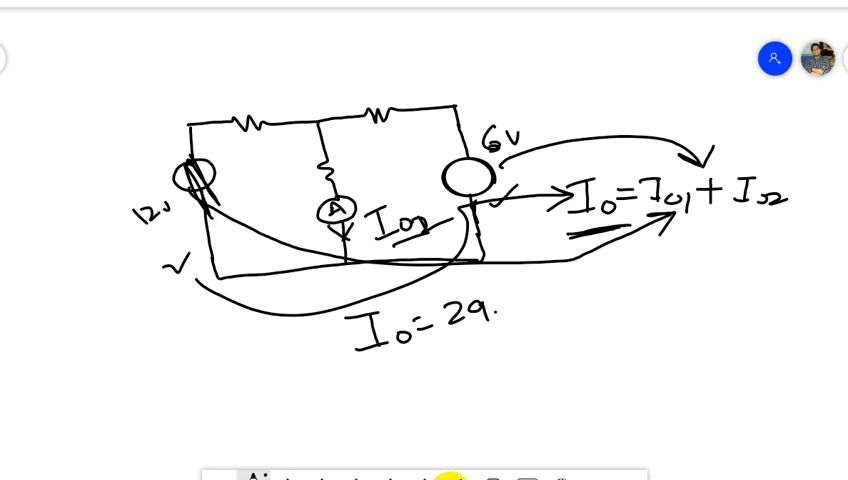 6V
12V
A
I02
I0 = I01 + I02
I0 = 29.